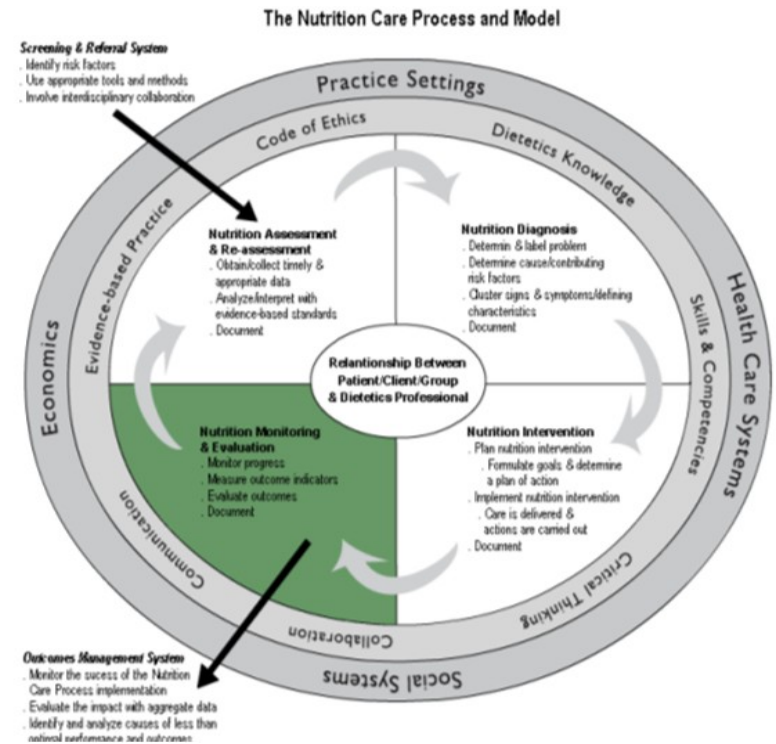 The Nutrition Care Process and Model
Screening & Referral System
. Identify risk factors
. Use appropriate tools and methods
. Involve interdisciplinary collaboration
Practice Settings
Code of Ethics
Dietetics Knowledge
Evidence-based Practice
Economics
Health Care Systems
Skills & Competencies
Nutrition Assessment
& Re-assessment
. Obtain/collect timely &
appropriate data
. Analyze/interpret with
evidence-based standards
. Document
Nutrition Diagnosis
. Determin & label problem
. Determine cause/contributing
risk factors
. Cluster signs & symptoms/defining
characteristics
. Document
Relantionship Between
Patient/Client/Group
& Dietetics Professional
Nutrition Monitoring
& Evaluation
. Monitor progress
. Measure outcome indicators
. Evaluate outcomes
. Document
Nutrition Intervention
. Plan nutrition intervention
. Formulate goals & determine
a plan of action
. Implement nutrition intervention
. Care is delivered &
actions are carried out
. Document
Communication
Collaboration
Critical Thinking
Social Systems
Outcomes Management System
. Monitor the sucess of the Nutrition
Care Process implementation
. Evaluate the impact with aggregate data
. Identify and analyze causes of less than
optimal performance and outcomes